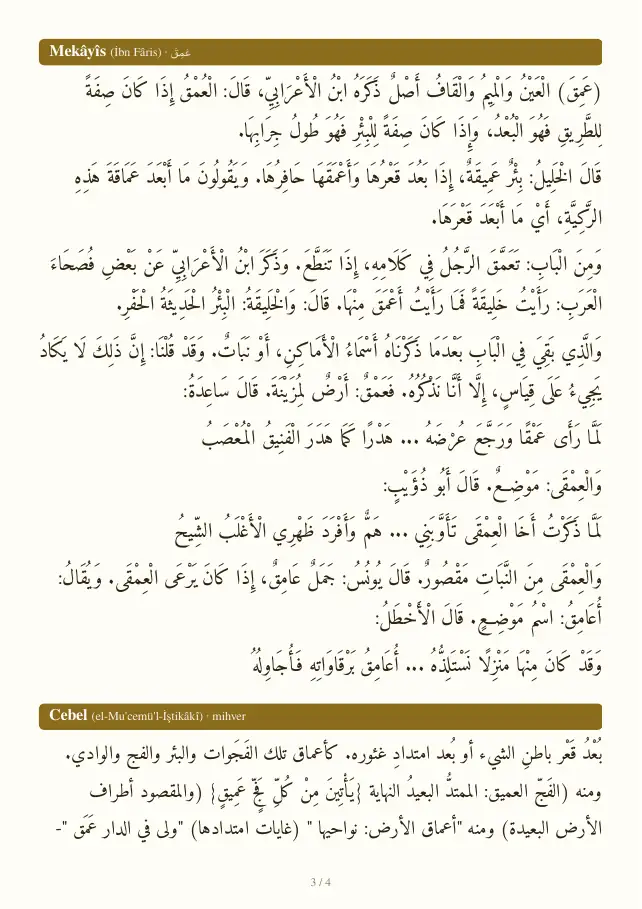 Mekâyîs (İbn Fâris) · عَمِقَ
(عَمِقَ) الْعَيْنُ وَالْمِيمُ وَالْقَافُ أَصْلٌ ذَكَرَهُ ابْنُ الْأَعْرَابِيِّ، قَالَ: الْعُمْقُ إِذَا كَانَ صِفَةً
لِلطَّرِيقِ فَهُوَ الْبُعْدُ، وَإِذَا كَانَ صِفَةً لِلْبِئْرِ فَهُوَ طُولُ جِرَابِهَا.
قَالَ الْخَلِيلُ: بِئْرٌ عَمِيقَةٌ، إِذَا بَعُدَ قَعْرُهَا وَأَعْمَقَهَا حَافِرُهَا. وَيَقُولُونَ مَا أَبْعَدَ عَمَاقَةَ هَذِهِ
الرَّكِيَّةِ، أَيْ مَا أَبْعَدَ قَعْرَهَا.
وَمِنَ الْبَابِ: تَعَمَّقَ الرَّجُلُ فِي كَلَامِهِ، إِذَا تَنَطَّعَ. وَذَكَرَ ابْنُ الْأَعْرَابِيِّ عَنْ بَعْضِ فُصَحَاءَ
الْعَرَبِ: رَأَيْتُ خَلِيقَةً فَمَا رَأَيْتُ أَعْمَقَ مِنْهَا. قَالَ: وَالْخَلِيقَةُ: الْبِئْرُ الْحَدِيثَةُ الْحَفْرِ.
وَالَّذِي بَقِيَ فِي الْبَابِ بَعْدَمَا ذَكَرْنَاهُ أَسْمَاءُ الْأَمَاكِنِ، أَوْ نَبَاتٌ. وَقَدْ قُلْنَا: إِنَّ ذَلِكَ لَا يَكَادُ
يَجِيءُ عَلَى قِيَاسٍ، إِلَّا أَنَّا نَذْكُرُهُ. فَعَمْقٌ: أَرْضٌ لِمُزَيْنَةَ. قَالَ سَاعِدَةُ:
لَمَّا رَأَى عَمْقًا وَرَجَّعَ عُرْضَهُ ... هَدْرًا كَمَا هَدَرَ الْفَنِيقُ الْمُعْصَبُ
وَالْعِمْقَى: مَوْضِعٌ. قَالَ أَبُو ذُؤَيْبٍ:
لَمَّا ذَكَرْتُ أَخَا الْعِمْقَى تَأَوَّبَنِي ... هَمٌّ وَأَفْرَدَ ظَهْرِي الْأَغْلَبُ الشِّيحُ
وَالْعِمْقَى مِنَ النَّبَاتِ مَقْصُورٌ. قَالَ يُونُسُ: جَمَلٌ عَامِقٌ، إِذَا كَانَ يَرْعَى الْعِمْقَى. وَيُقَالُ:
أُعَامِقُ: اسْمُ مَوْضِعٍ. قَالَ الْأَخْطَلُ:
وَقَدْ كَانَ مِنْهَا مَنْزِلًا نَسْتَلِذُّهُ ... أُعَامِقُ بَرْقَاوَاتِهِ فَأُجَاوِلُهُ
Cebel (el-Mu'cemü'l-İştikâkî) · mihver
بُعْدُ قَعْر باطنِ الشيء أو بُعد امتدادِ غئوره. كأعماق تلك الفَجَوات والبئر والفج والوادي.
ومنه (الفَجّ العميق: الممتدُّ البعيدُ النهاية {يَأْتِينَ مِنْ كُلِّ فَجٍّ عَمِيقٍ} (والمقصود أطراف
الأرض البعيدة) ومنه "أعماق الأرض: نواحيها " (غايات امتدادها) "ولى في الدار عَمَق "-
3 / 4